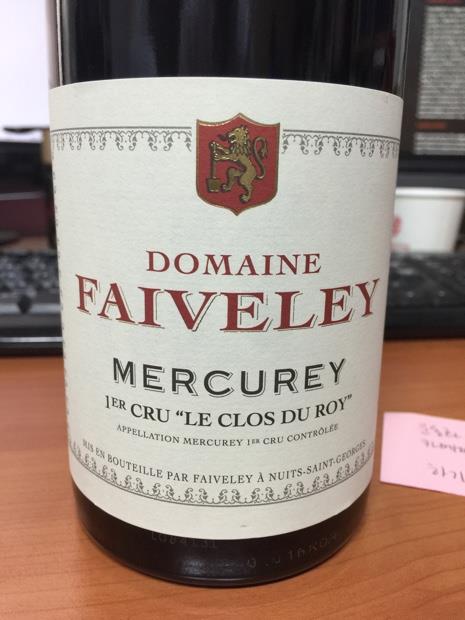 DOMAINE
FAIVELEY
MERCUREY
1ER CRU "LE CLOS DU ROY"
APPELLATION MERCUREY 1ER CRU CONTRÔLÉE
MIS EN BOUTEILLE PAR FAIVELEY À NUITS-SAINT-GEORGES